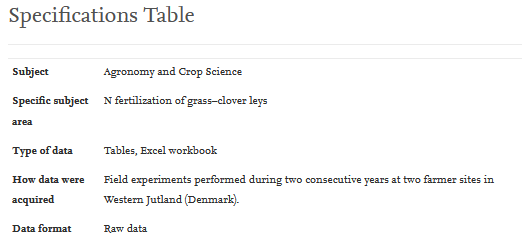 Specifications Table
Subject Agronomy and Crop Science
Specific subject N fertilization of grass–clover leys
area
Type of data Tables, Excel workbook
How data were Field experiments performed during two consecutive years at two farmer sites in
acquired Western Jutland (Denmark).
Data format Raw data